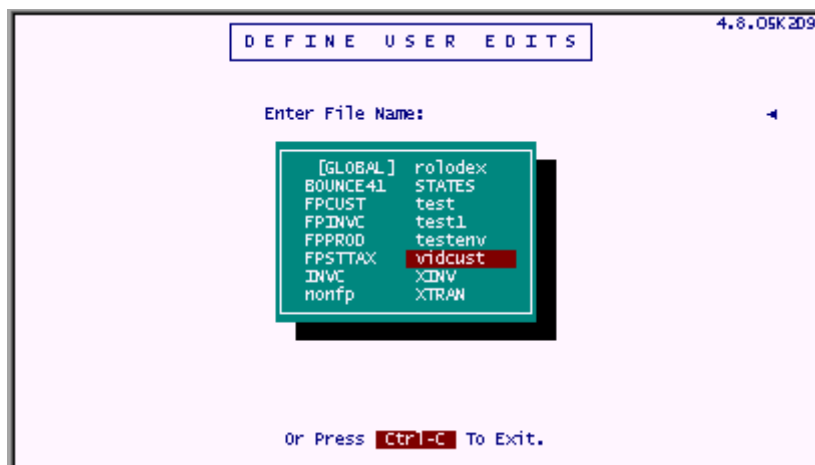 4.8.05K2D9
D E F I N E   U S E R   E D I T S
Enter File Name:
[GLOBAL] rolodex
BOUNCE41 STATES
FPCUST test
FPINVC test1
FPPROD testenv
FPSTTAX vidcust
INVC XINV
nonfp XTRAN
Or Press Ctrl-C To Exit.